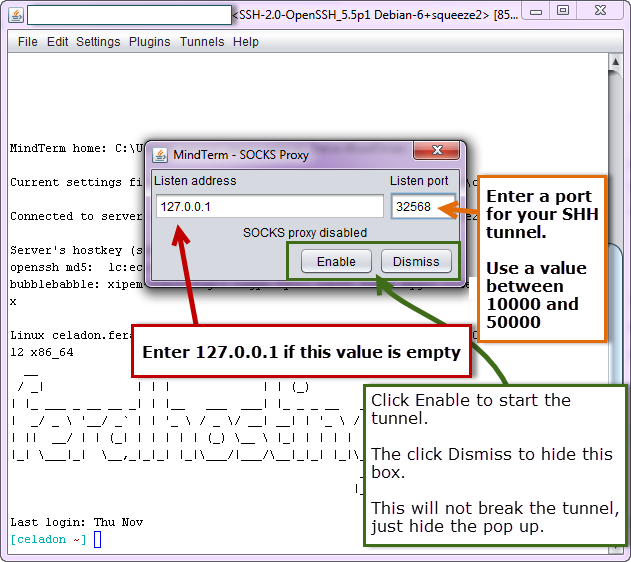 <SSH-2.0-OpenSSH_5.5p1 Debian-6+squeeze2> [85...
File Edit Settings Plugins Tunnels Help
MindTerm home: C:\U
MindTerm - SOCKS Proxy
Listen address Listen port
127.0.0.1 32568
SOCKS proxy disabled
Enable Dismiss
Current settings fi
Connected to server
Server's hostkey (s
openssh md5: 1c:ec
bubblebabble: xipem
x
Linux celadon.fera
12 x86_64
Enter a port
for your SHH
tunnel.
Use a value
between
10000 and
50000
Enter 127.0.0.1 if this value is empty
Click Enable to start the
tunnel.
The click Dismiss to hide this
box.
This will not break the tunnel,
just hide the pop up.
Last login: Thu Nov
[celadon ~]